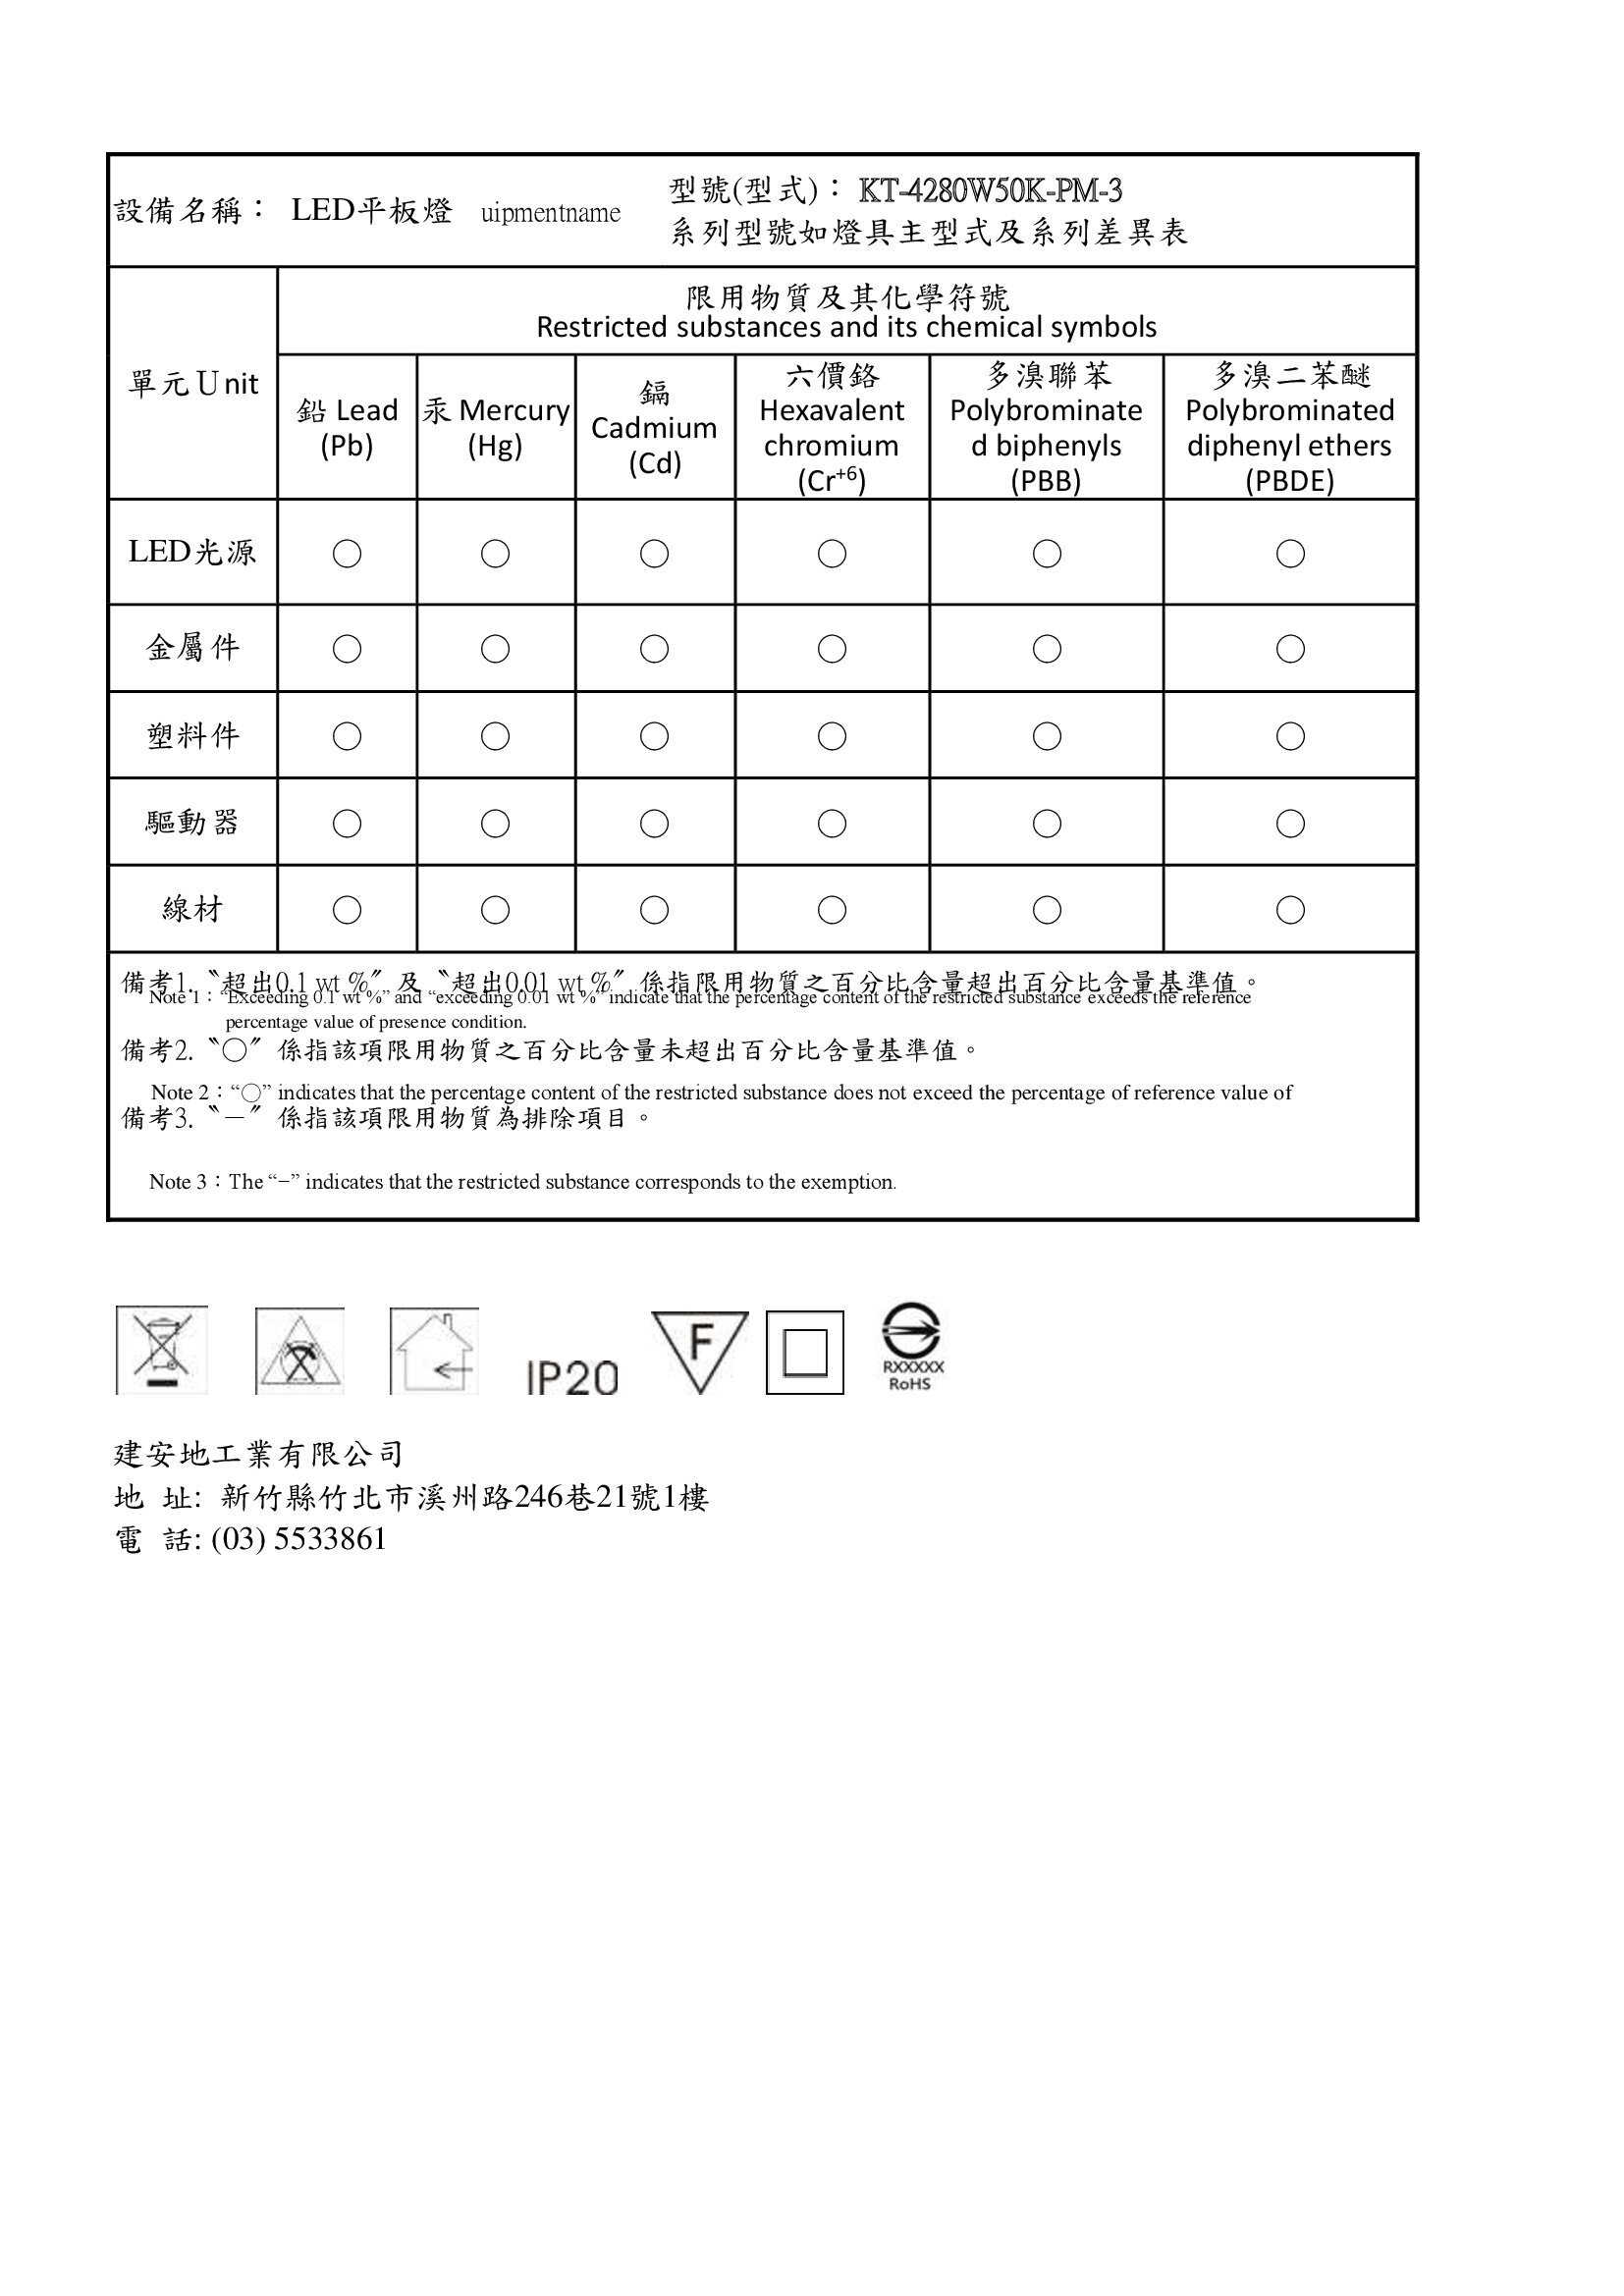 設備名稱： LED平板燈 uipmentname
型號(型式)： KT-4280W50K-PM-3
系列型號如燈具主型式及系列差異表
單元Unit
限用物質及其化學符號
Restricted substances and its chemical symbols
鉛 Lead
(Pb)
汞 Mercury
(Hg)
鎘
Cadmium
(Cd)
六價鉻
Hexavalent
chromium
(Cr+6)
多溴聯苯
Polybrominate
d biphenyls
(PBB)
多溴二苯醚
Polybrominated
diphenyl ethers
(PBDE)
LED光源 ○ ○ ○ ○ ○ ○
金屬件 ○ ○ ○ ○ ○ ○
塑料件 ○ ○ ○ ○ ○ ○
驅動器 ○ ○ ○ ○ ○ ○
線材 ○ ○ ○ ○ ○ ○
備考1.〝超出0.1 wt %〞及〝超出0.01 wt %〞係指限用物質之百分比含量超出百分比含量基準值。
Note 1：“Exceeding 0.1 wt %” and “exceeding 0.01 wt %” indicate that the percentage content of the restricted substance exceeds the reference
percentage value of presence condition.
備考2.〝○〞係指該項限用物質之百分比含量未超出百分比含量基準值。
Note 2：“○” indicates that the percentage content of the restricted substance does not exceed the percentage of reference value of
備考3.〝－〞係指該項限用物質為排除項目。
Note 3：The “−” indicates that the restricted substance corresponds to the exemption.
IP20
F
RXXXXX
RoHS
建安地工業有限公司
地 址: 新竹縣竹北市溪州路246巷21號1樓
電 話: (03) 5533861